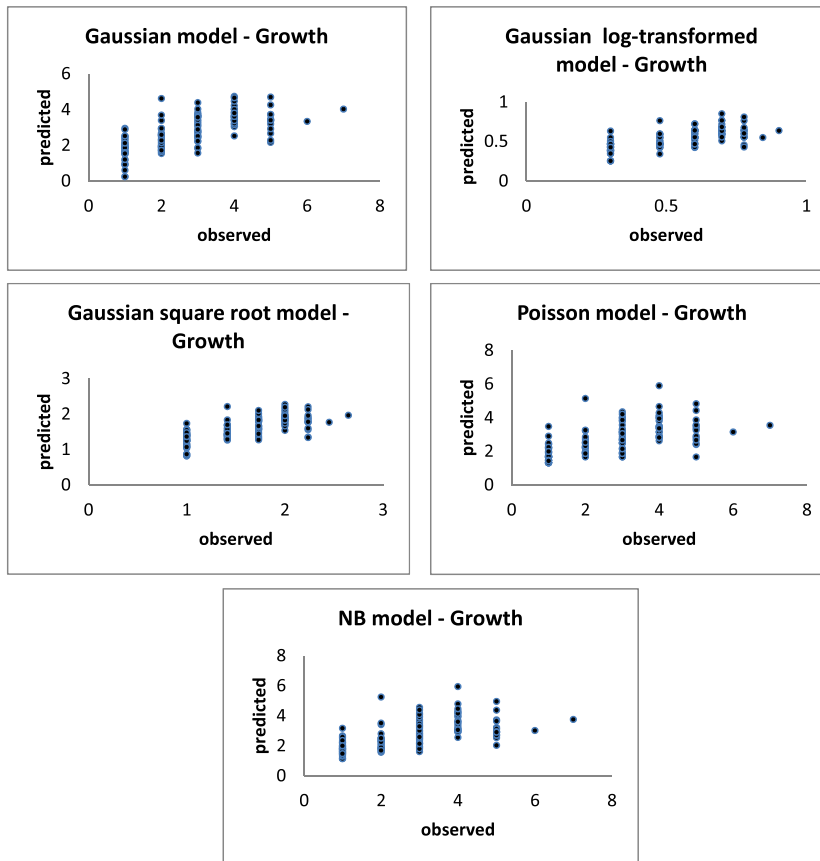 Gaussian model - Growth
6
4
2
0
0 2 4 6 8
predicted
observed
Gaussian log-transformed
model - Growth
1
0.5
0
0 0.5 1
predicted
observed
Gaussian square root model -
Growth
3
2
1
0
0 1 2 3
predicted
observed
Poisson model - Growth
8
6
4
2
0
0 2 4 6 8
predicted
observed
NB model - Growth
8
6
4
2
0
0 2 4 6 8
predicted
observed